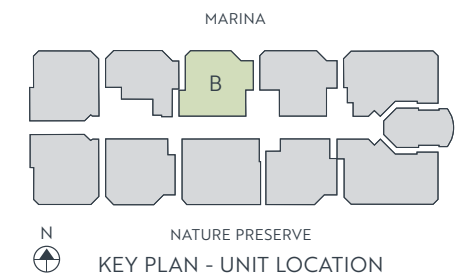 MARINA
B
N
NATURE PRESERVE
KEY PLAN - UNIT LOCATION